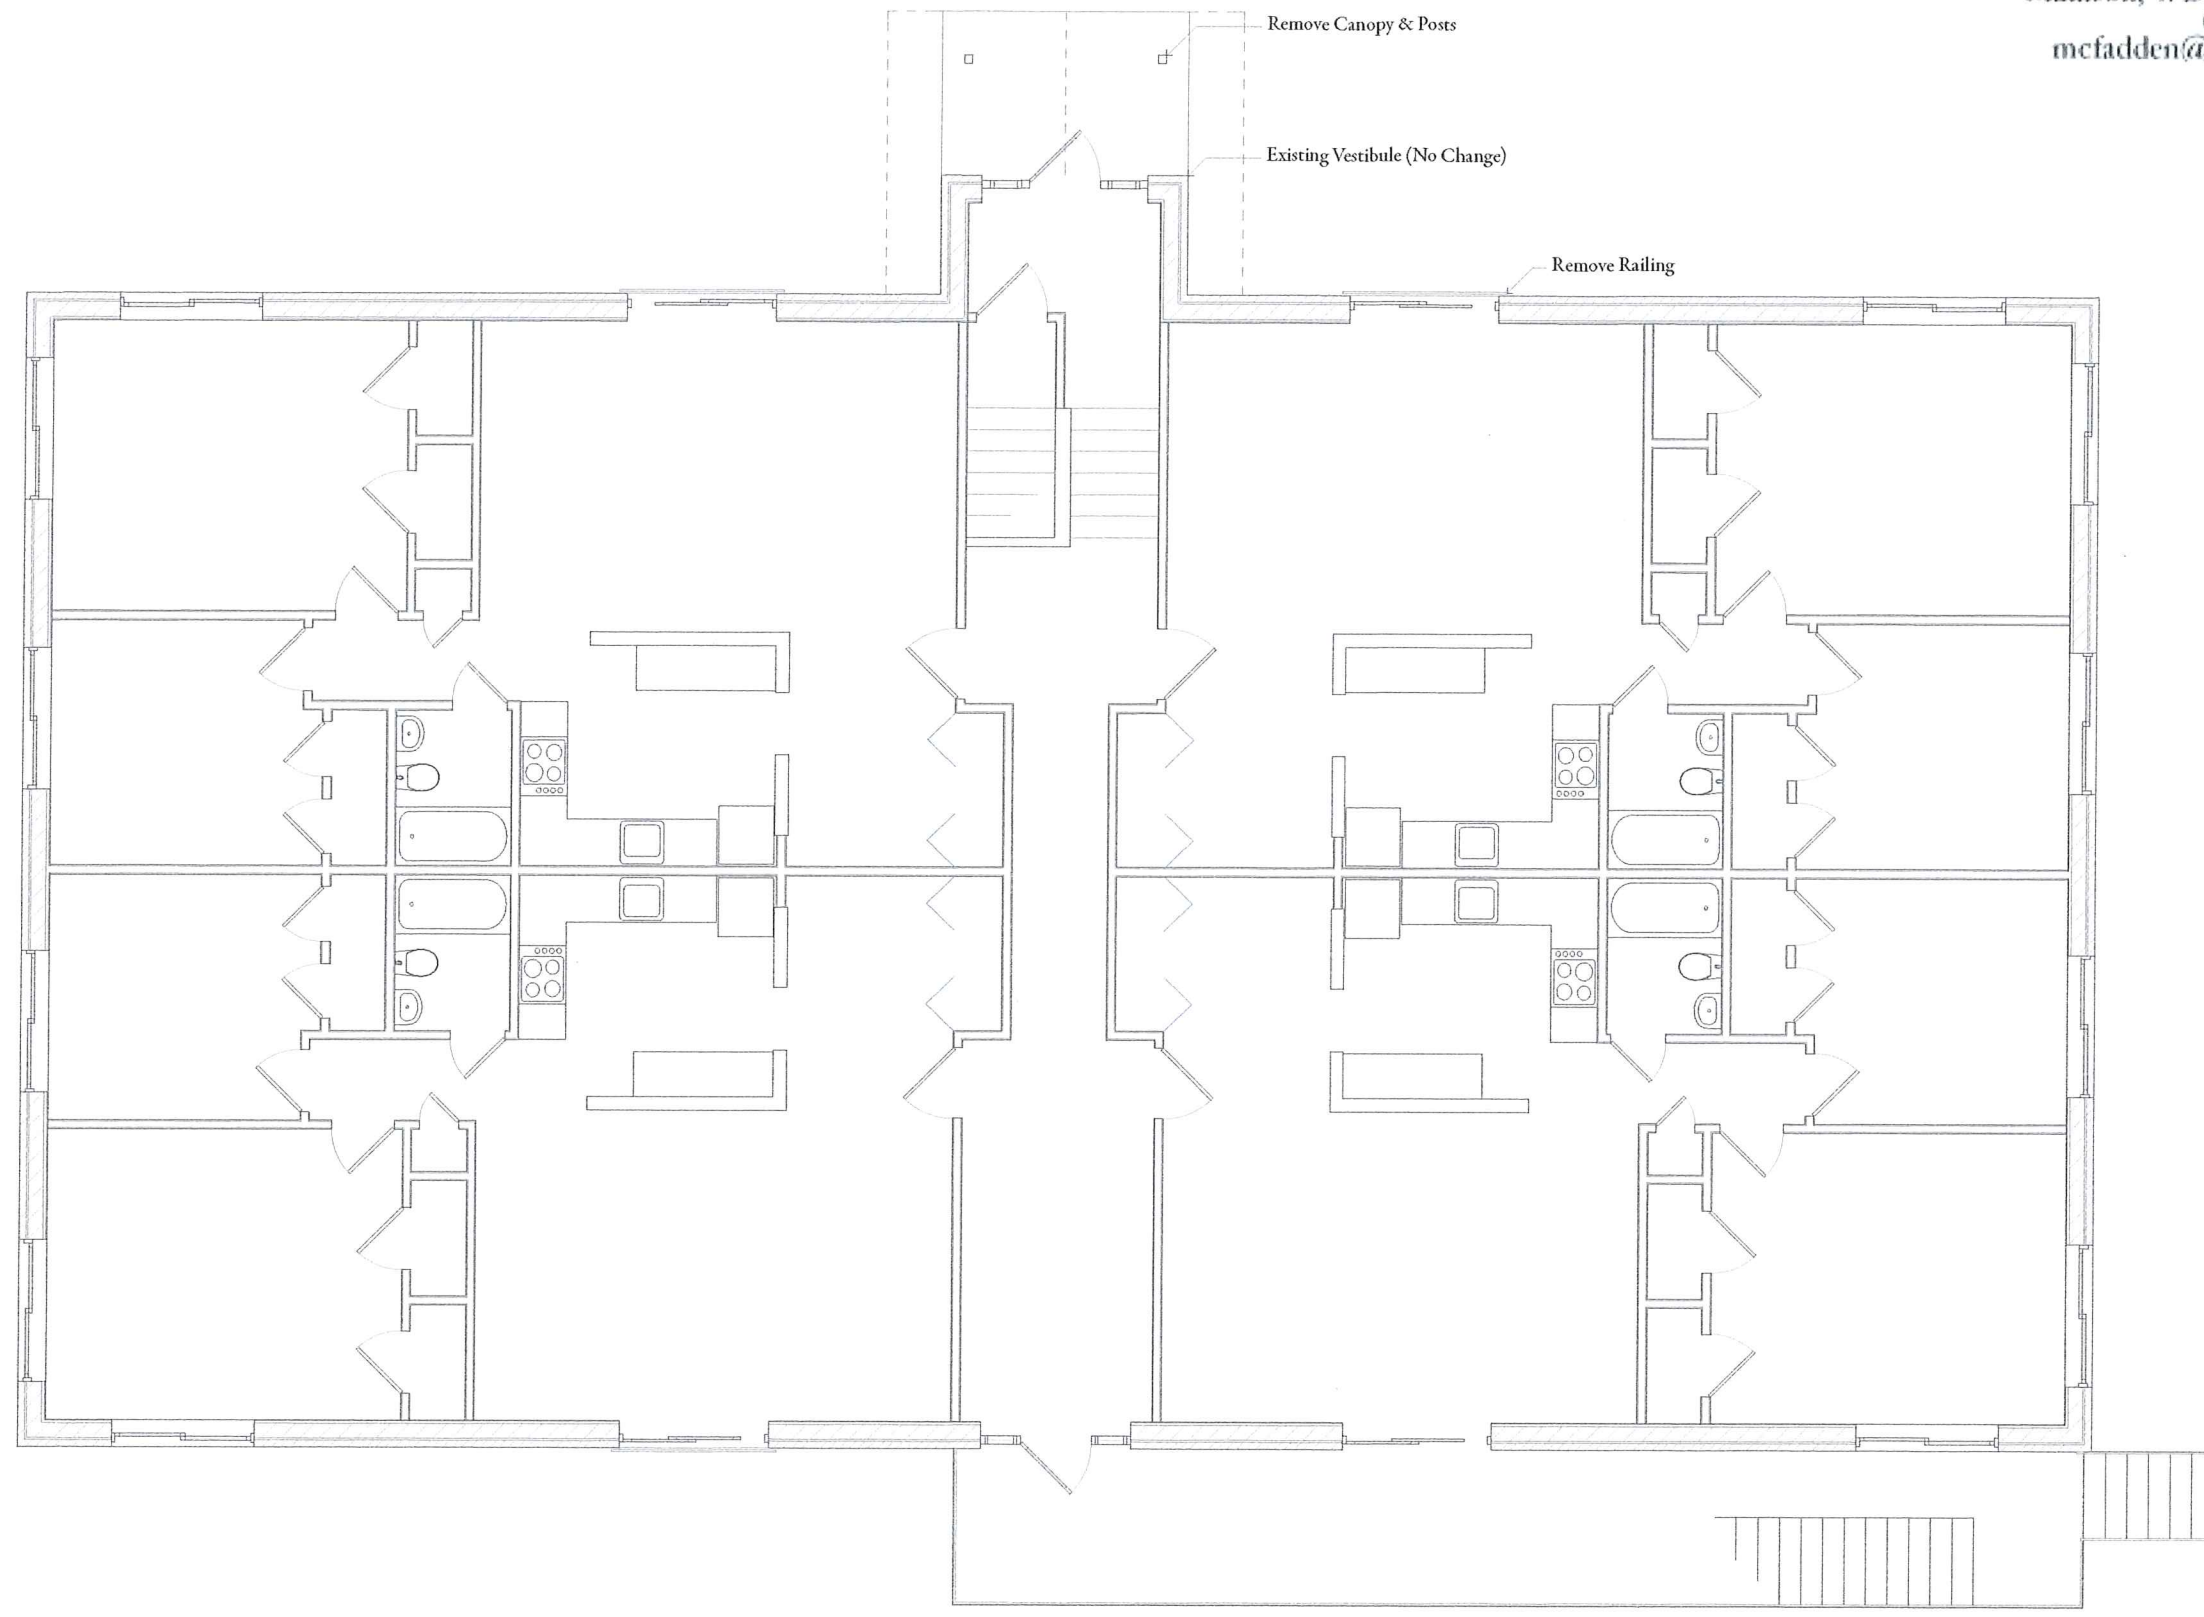 Remove Canopy & Posts
mcfadden@
Existing Vestibule (No Change)
Remove Railing